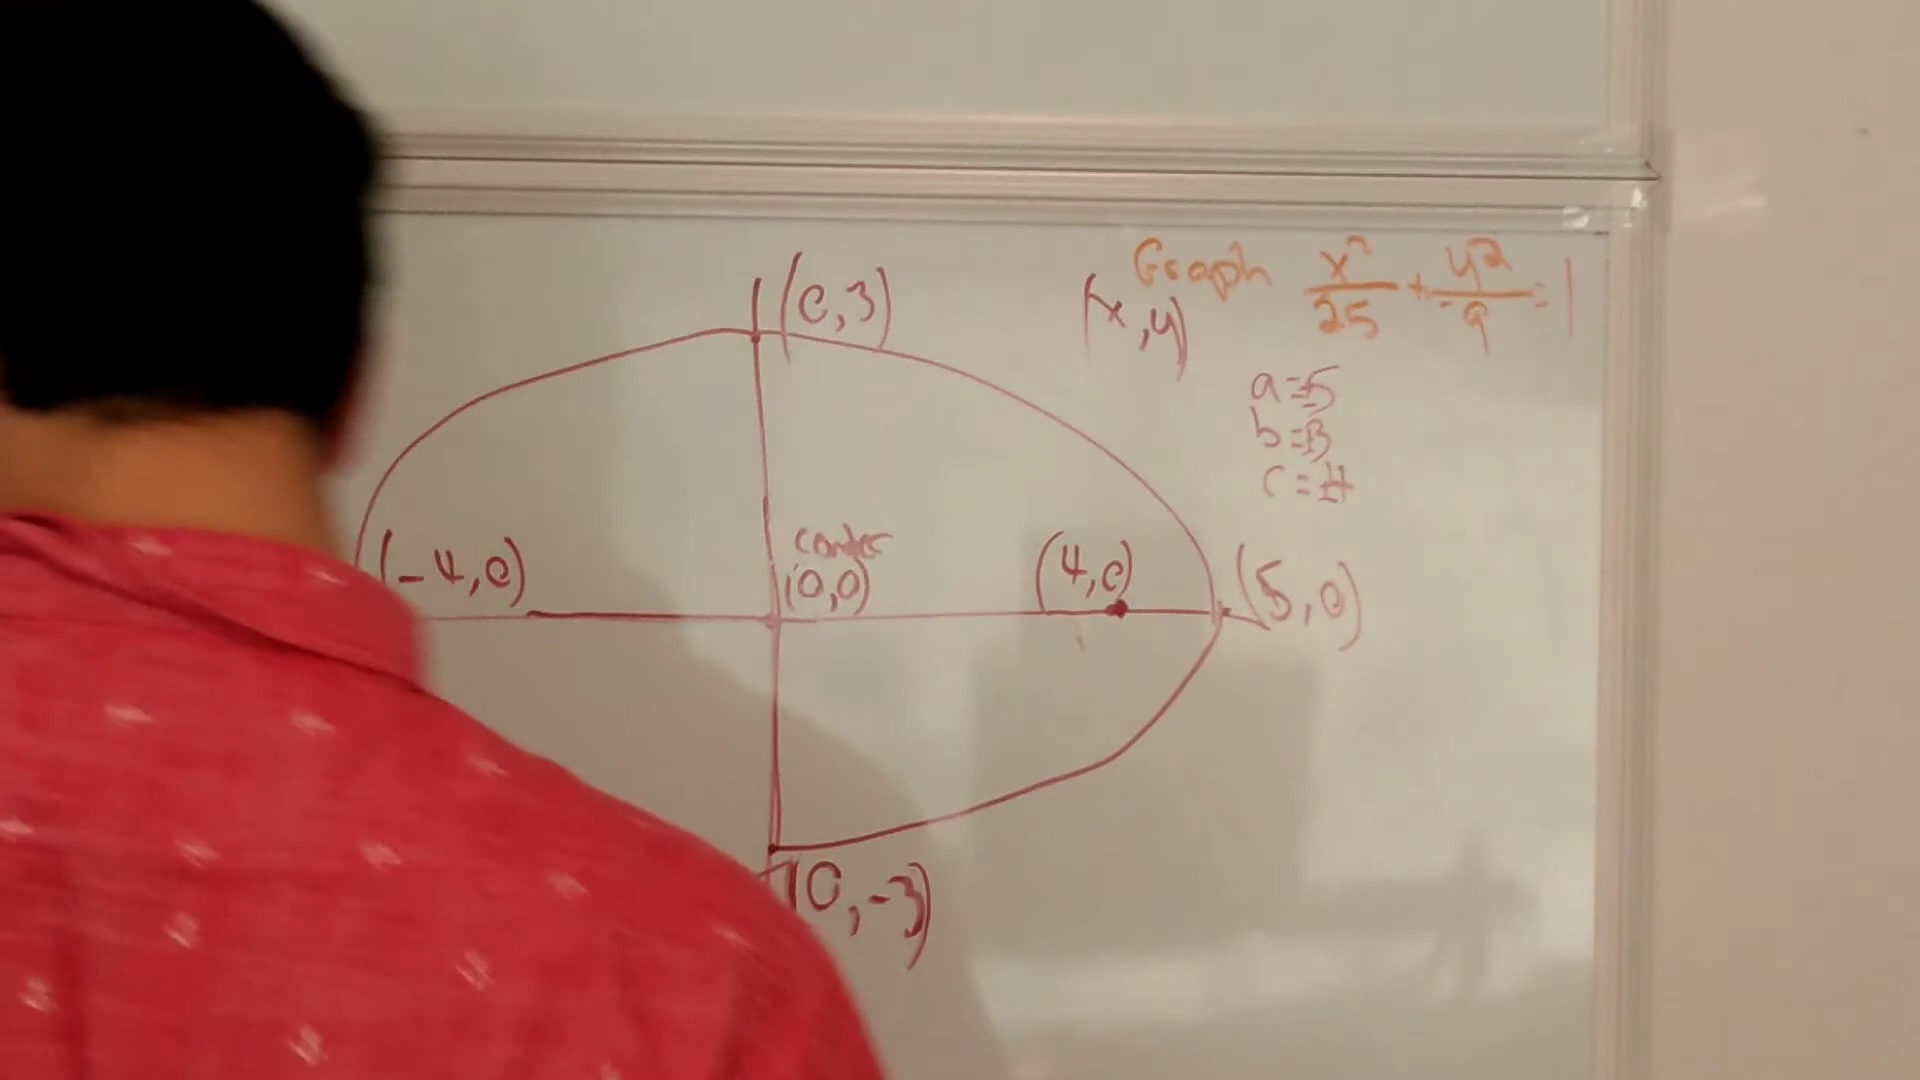 Graph x²/25 + y²/9 = 1
(0,3)
(x,y)
a=±5
b=±3
c=±4
(-4,0)
center
(0,0)
(4,0)
(5,0)
(0,-3)